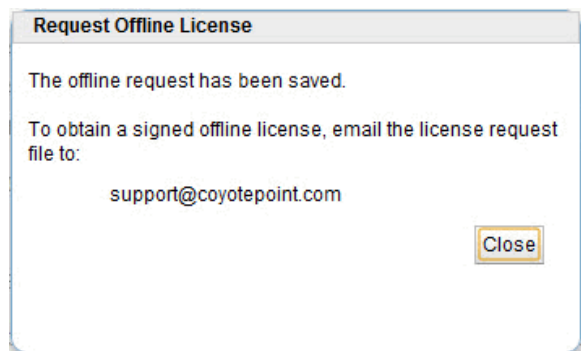 Request Offline License
The offline request has been saved.
To obtain a signed offline license, email the license request
file to:
support@coyotepoint.com
Close